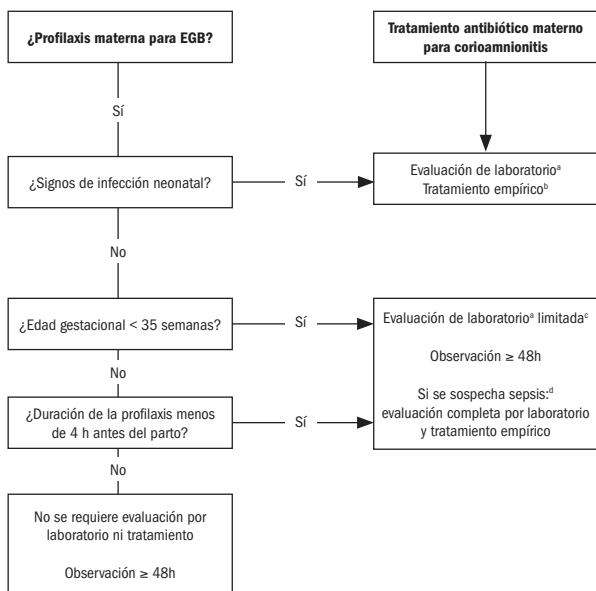 ¿Profilaxis materna para EGB?
Tratamiento antibiótico materno
para corioamnionitis
Sí
¿Signos de infección neonatal?
Sí
Evaluación de laboratorioᵃ
Tratamiento empíricoᵇ
No
¿Edad gestacional < 35 semanas?
Sí
Evaluación de laboratorioᵃ limitadaᶜ
Observación ≥ 48h
Si se sospecha sepsis:ᵈ
evaluación completa por laboratorio
y tratamiento empírico
No
¿Duración de la profilaxis menos
de 4 h antes del parto?
Sí
No
No se requiere evaluación por
laboratorio ni tratamiento
Observación ≥ 48h